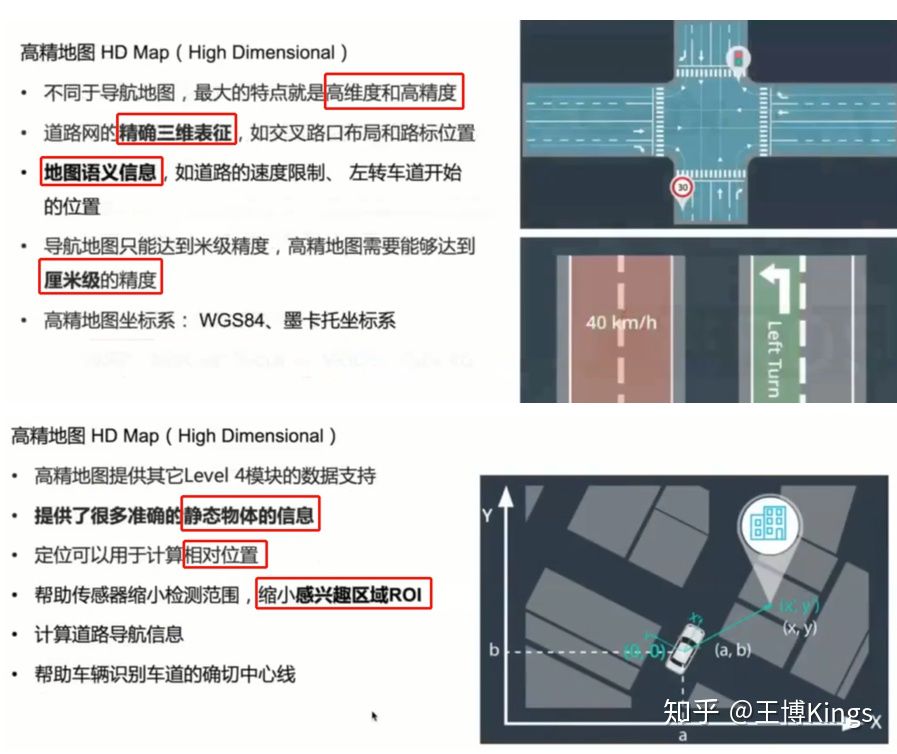 高精地图 HD Map（High Dimensional）
• 不同于导航地图，最大的特点就是高维度和高精度
• 道路网的精确三维表征，如交叉路口布局和路标位置
• 地图语义信息，如道路的速度限制、左转车道开始
的位置
• 导航地图只能达到米级精度，高精地图需要能够达到
厘米级的精度
• 高精地图坐标系：WGS84、墨卡托坐标系
30
40 km/h
Left Turn
高精地图 HD Map（High Dimensional）
• 高精地图提供其它Level 4模块的数据支持
• 提供了很多准确的静态物体的信息
• 定位可以用于计算相对位置
• 帮助传感器缩小检测范围，缩小感兴趣区域ROI
• 计算道路导航信息
• 帮助车辆识别车道的确切中心线
Y
(x', y')
(x, y)
(0, 0)
(a, b)
b
a
X
知乎 @王博Kings